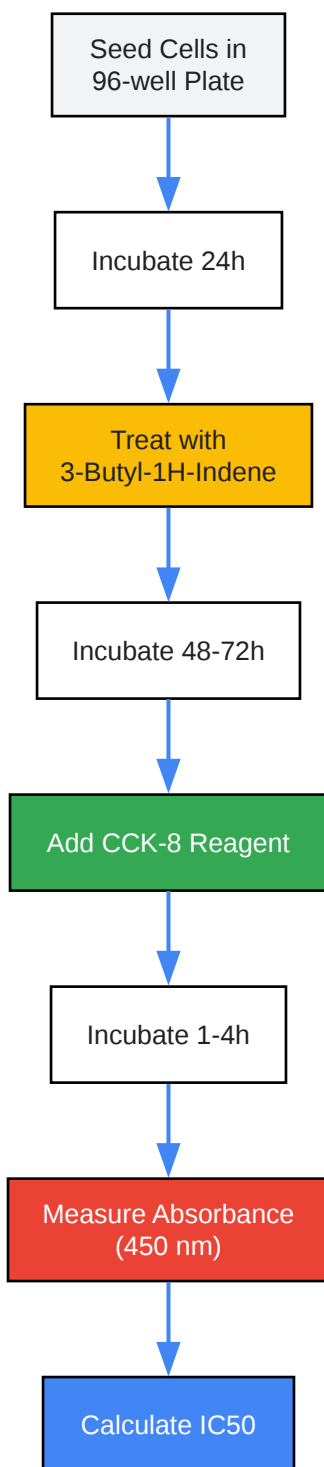 Seed Cells in
96-well Plate
Incubate 24h
Treat with
3-Butyl-1H-Indene
Incubate 48-72h
Add CCK-8 Reagent
Incubate 1-4h
Measure Absorbance
(450 nm)
Calculate IC50